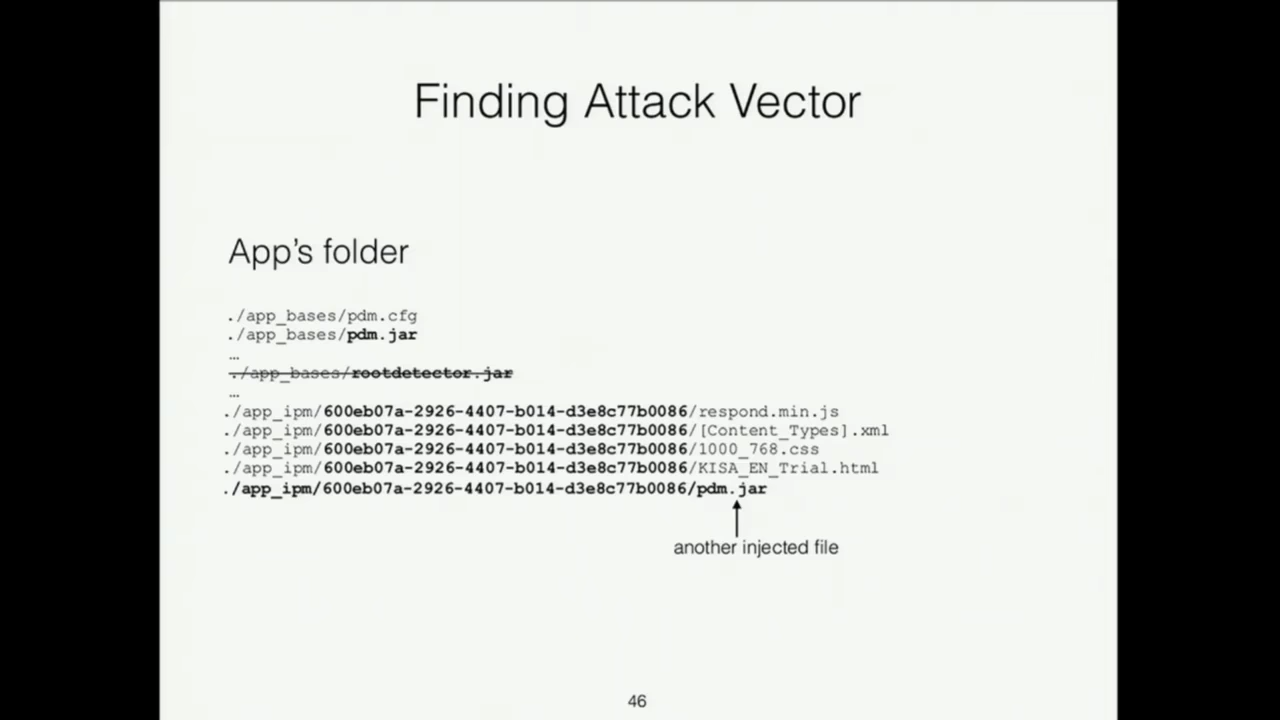 Finding Attack Vector
App's folder
./app_bases/pdm.cfg
./app_bases/pdm.jar
…
./app_bases/rootdetector.jar
…
./app_ipm/600eb07a-2926-4407-b014-d3e8c77b0086/respond.min.js
./app_ipm/600eb07a-2926-4407-b014-d3e8c77b0086/[Content_Types].xml
./app_ipm/600eb07a-2926-4407-b014-d3e8c77b0086/1000_768.css
./app_ipm/600eb07a-2926-4407-b014-d3e8c77b0086/KISA_EN_Trial.html
./app_ipm/600eb07a-2926-4407-b014-d3e8c77b0086/pdm.jar
another injected file
46